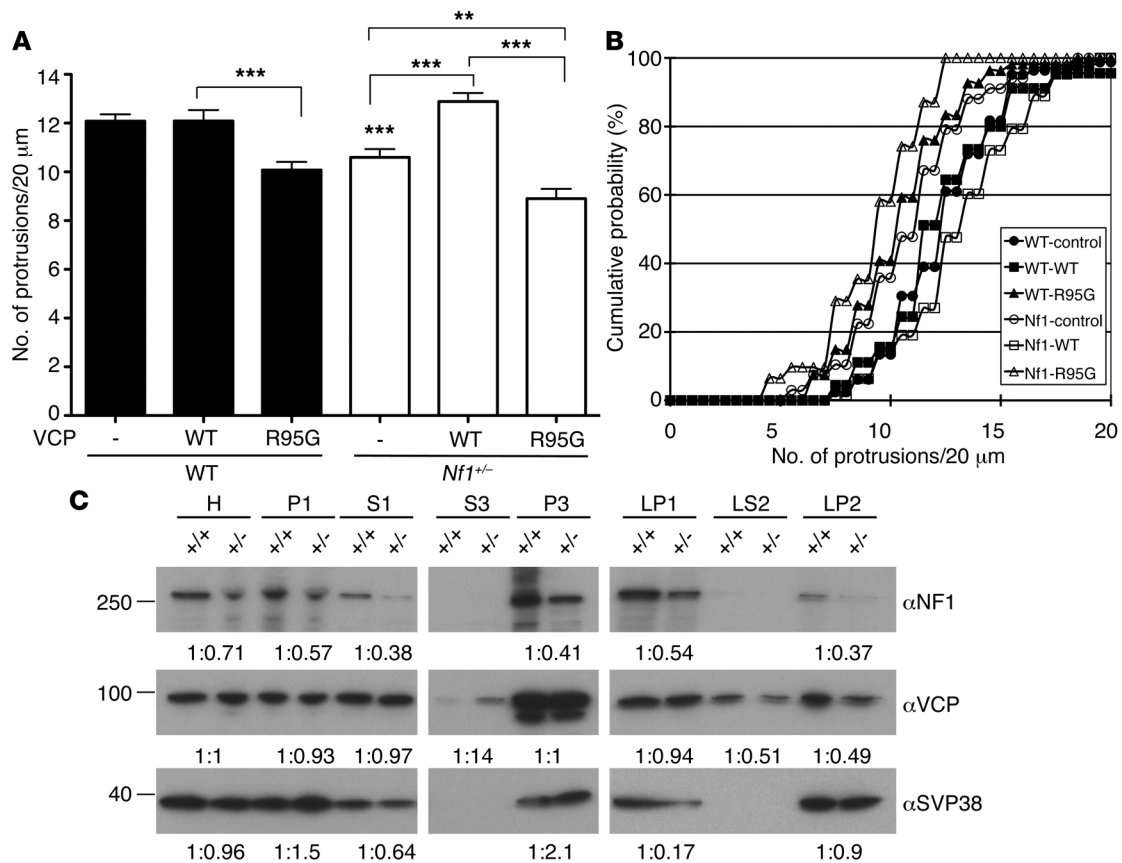 A
**
***
***
***
***
14
12
10
8
6
4
2
0
No. of protrusions/20 μm
VCP - WT R95G - WT R95G
WT Nf1+/–
B
100
80
60
40
20
0
Cumulative probability (%)
WT-control
WT-WT
WT-R95G
Nf1-control
Nf1-WT
Nf1-R95G
0 5 10 15 20
No. of protrusions/20 μm
C
H P1 S1 S3 P3 LP1 LS2 LP2
+/+ +/- +/+ +/- +/+ +/- +/+ +/- +/+ +/- +/+ +/- +/+ +/- +/+ +/-
250 αNF1
1:0.71 1:0.57 1:0.38 1:0.41 1:0.54 1:0.37
100 αVCP
1:1 1:0.93 1:0.97 1:14 1:1 1:0.94 1:0.51 1:0.49
40 αSVP38
1:0.96 1:1.5 1:0.64 1:2.1 1:0.17 1:0.9